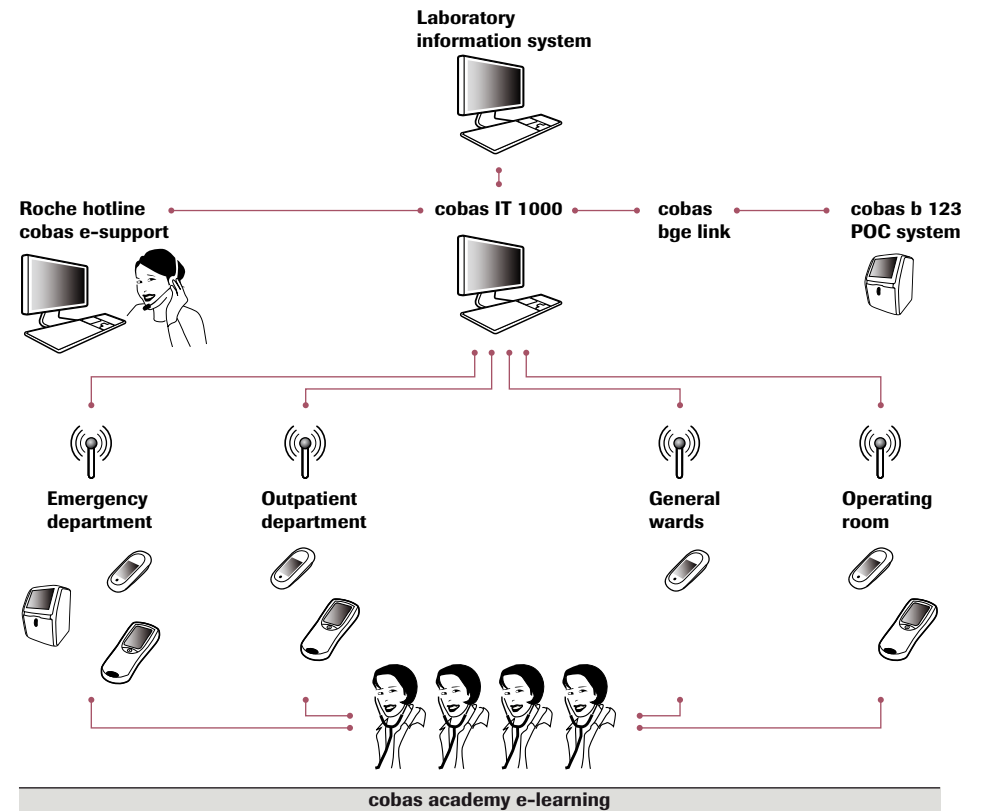 Laboratory
information system
Roche hotline
cobas e-support
cobas IT 1000
cobas
bge link
cobas b 123
POC system
Emergency
department
Outpatient
department
General
wards
Operating
room
cobas academy e-learning